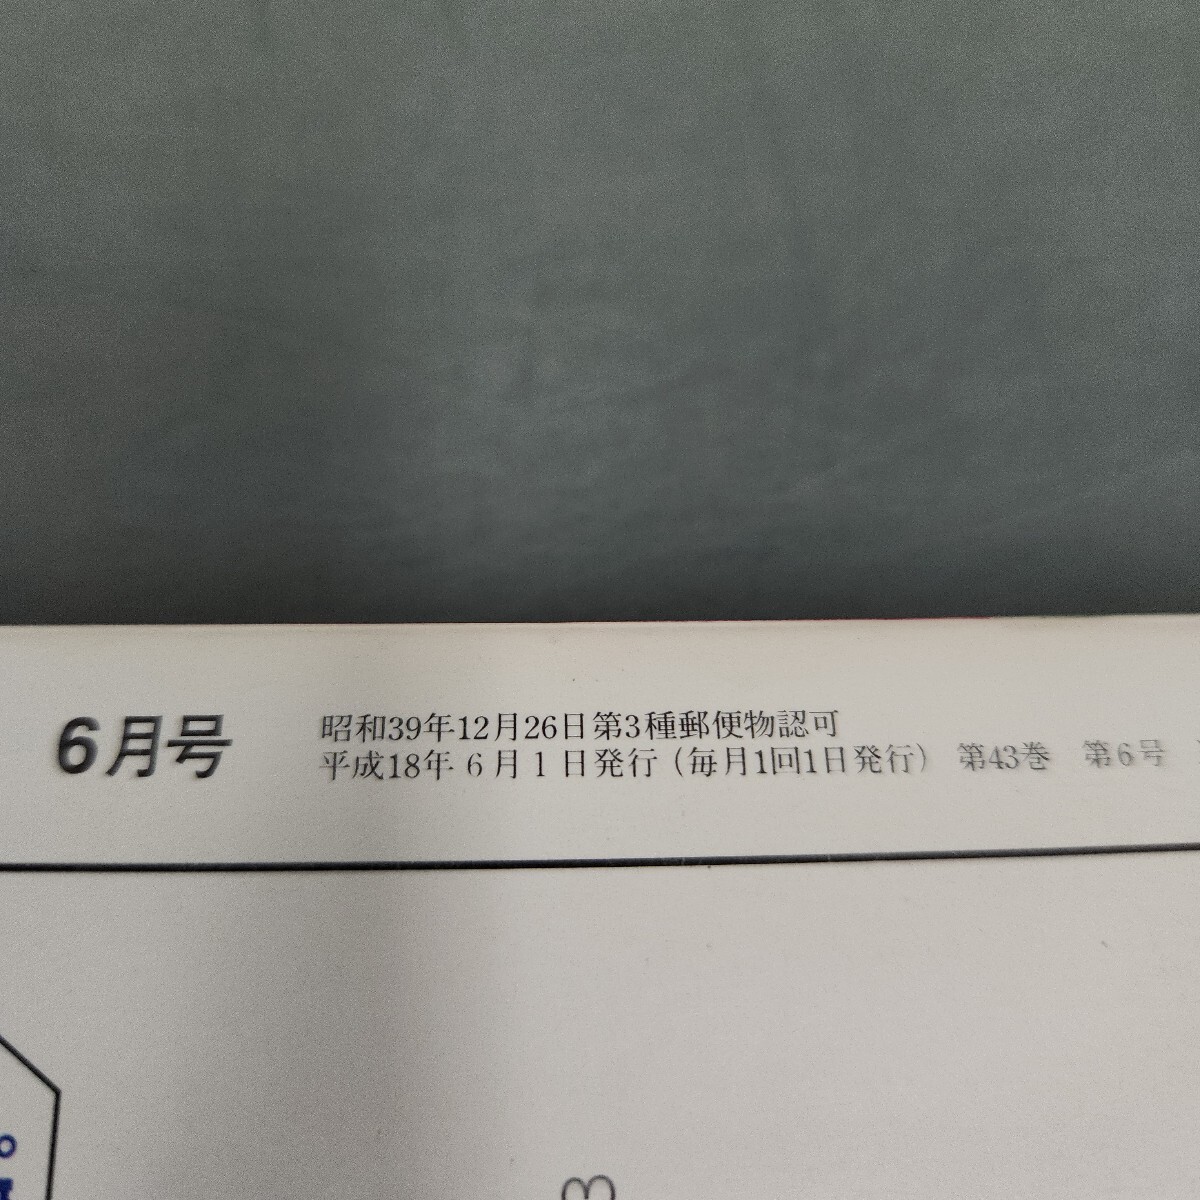 6月号
昭和39年12月26日第3種郵便物認可
平成18年 6 月 1 日発行（毎月1回1日発行） 第43巻 第6号